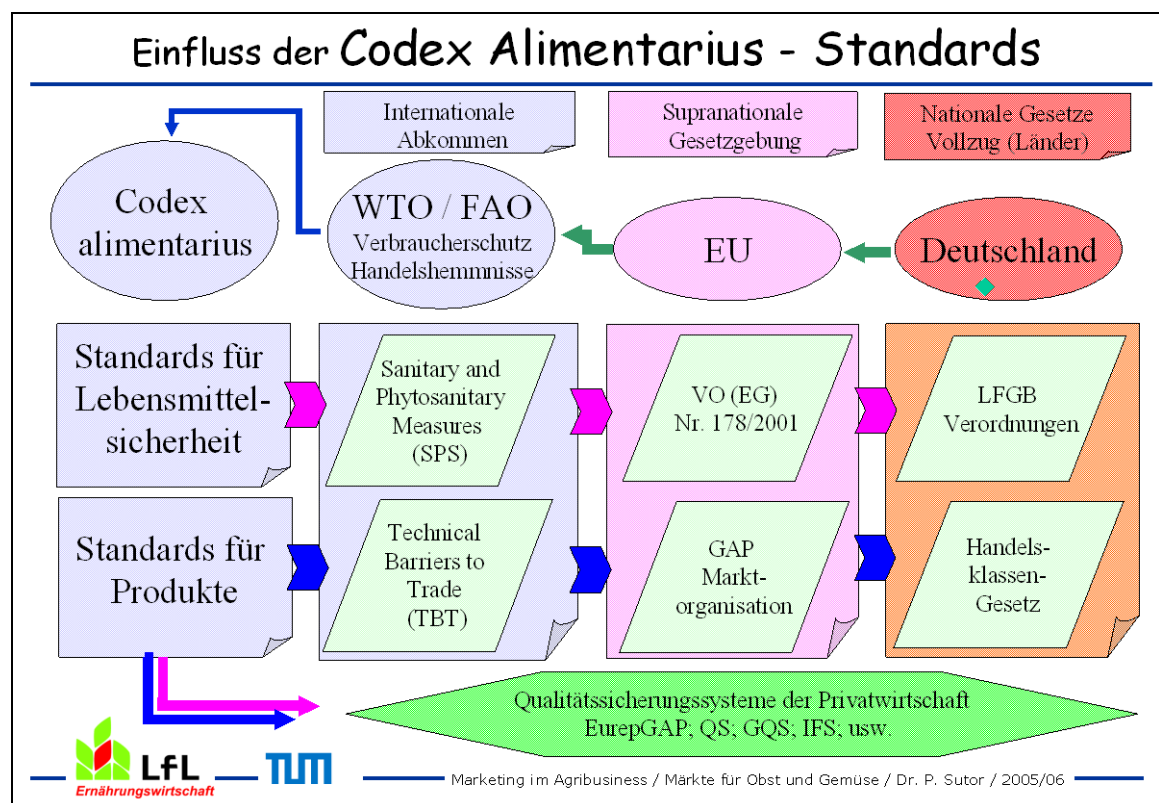 Einfluss der Codex Alimentarius - Standards
Internationale
Abkommen
Supranationale
Gesetzgebung
Nationale Gesetze
Vollzug (Länder)
Codex
alimentarius
WTO / FAO
Verbraucherschutz
Handelshemmnisse
EU
Deutschland
Standards für
Lebensmittel-
sicherheit
Sanitary and
Phytosanitary
Measures
(SPS)
VO (EG)
Nr. 178/2001
LFGB
Verordnungen
Standards für
Produkte
Technical
Barriers to
Trade
(TBT)
GAP
Markt-
organisation
Handels-
klassen-
Gesetz
Qualitätssicherungssysteme der Privatwirtschaft
EurepGAP; QS; GQS; IFS; usw.
LfL
Ernährungswirtschaft
TUM
Marketing im Agribusiness / Märkte für Obst und Gemüse / Dr. P. Sutor / 2005/06